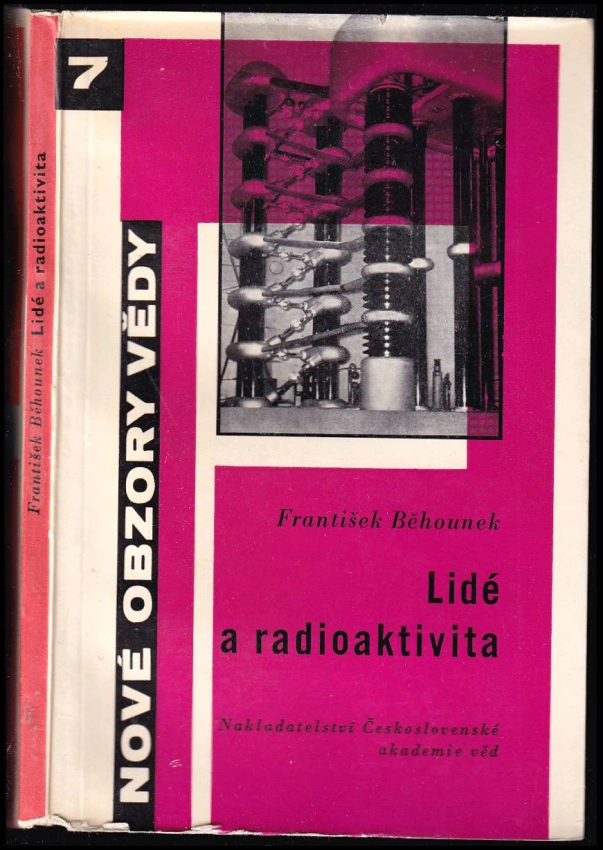 František Běhounek Lidé a radioaktivita
7
NOVÉ OBZORY VĚDY
František Běhounek
Lidé
a radioaktivita
Nakladatelství Československé
akademie věd